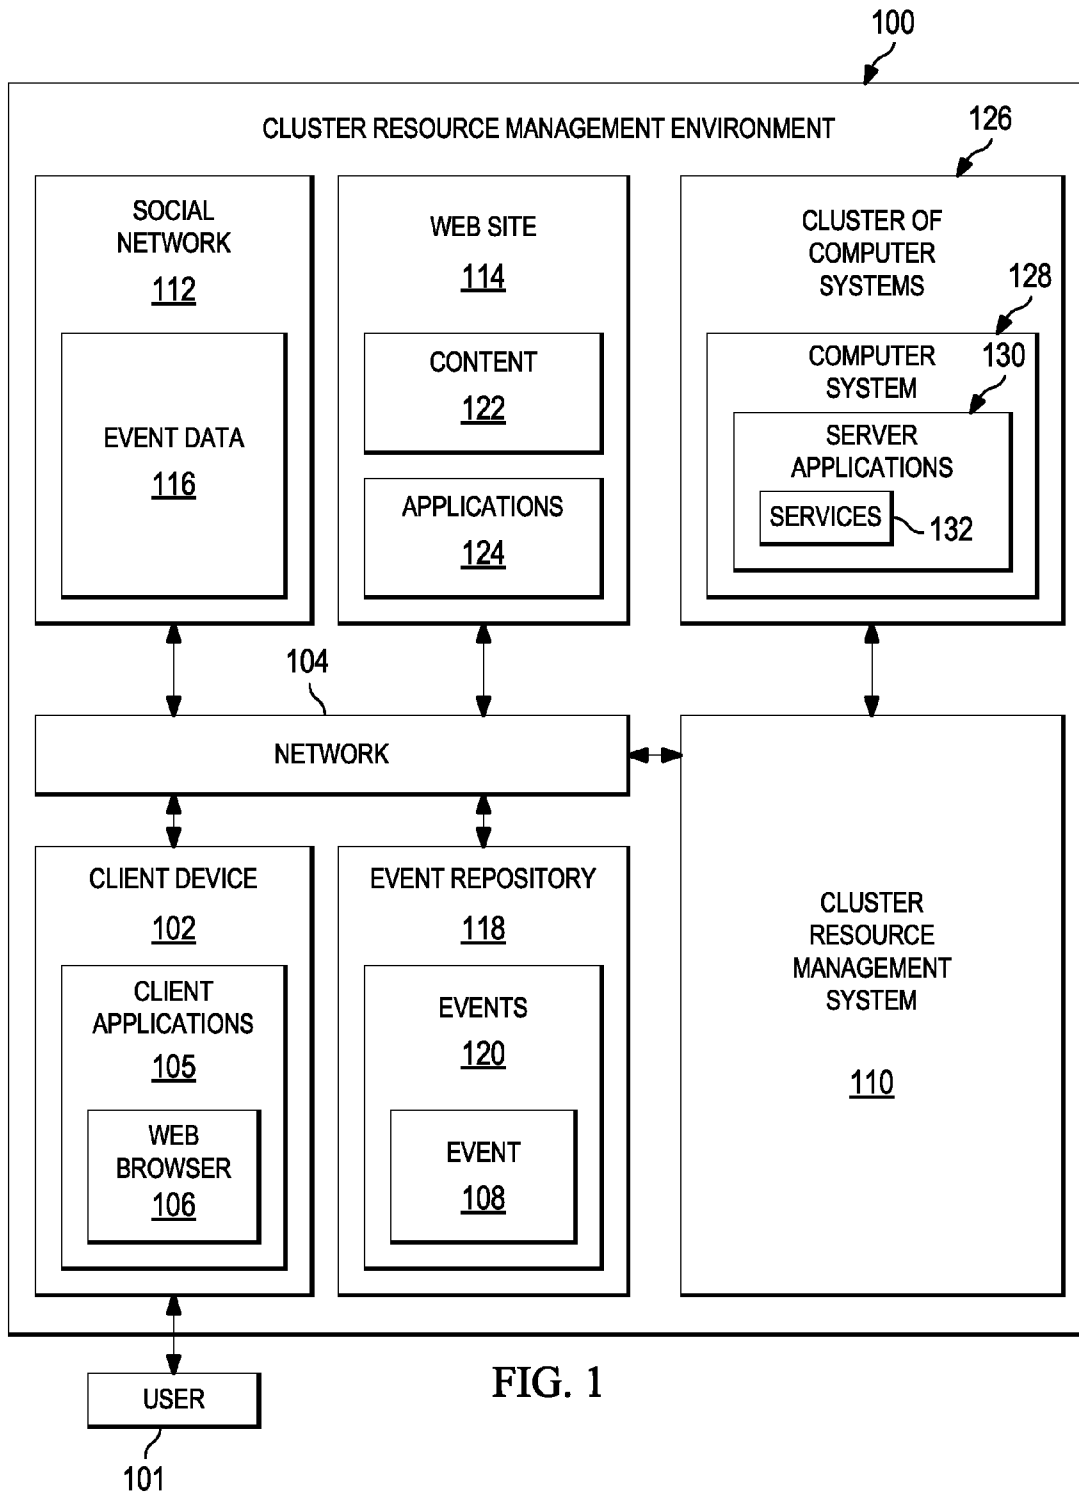 100
CLUSTER RESOURCE MANAGEMENT ENVIRONMENT
126
SOCIAL
NETWORK
112
EVENT DATA
116
WEB SITE
114
CONTENT
122
APPLICATIONS
124
CLUSTER OF
COMPUTER
SYSTEMS
128
COMPUTER
SYSTEM
130
SERVER
APPLICATIONS
SERVICES
132
104
NETWORK
CLIENT DEVICE
102
CLIENT
APPLICATIONS
105
WEB
BROWSER
106
EVENT REPOSITORY
118
EVENTS
120
EVENT
108
CLUSTER
RESOURCE
MANAGEMENT
SYSTEM
110
USER
101
FIG. 1